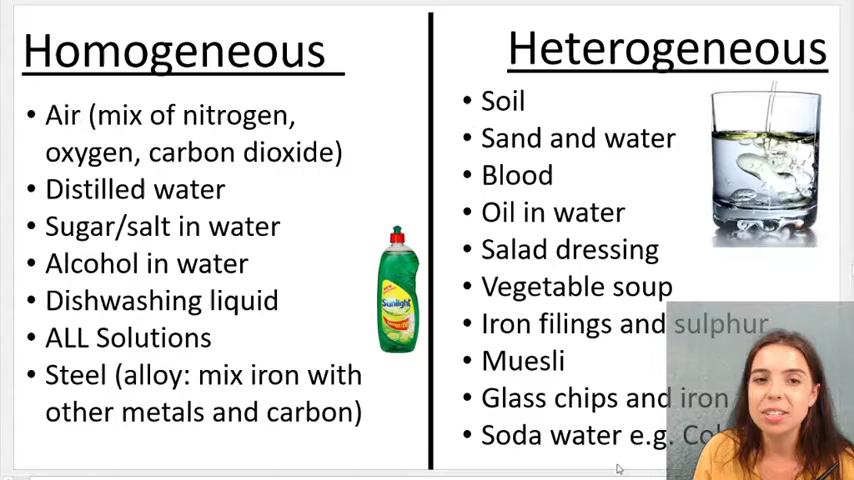 Homogeneous
• Air (mix of nitrogen,
oxygen, carbon dioxide)
• Distilled water
• Sugar/salt in water
• Alcohol in water
• Dishwashing liquid
• ALL Solutions
• Steel (alloy: mix iron with
other metals and carbon)
Sunlight
Heterogeneous
• Soil
• Sand and water
• Blood
• Oil in water
• Salad dressing
• Vegetable soup
• Iron filings and sulphur
• Muesli
• Glass chips and iron
• Soda water e.g.